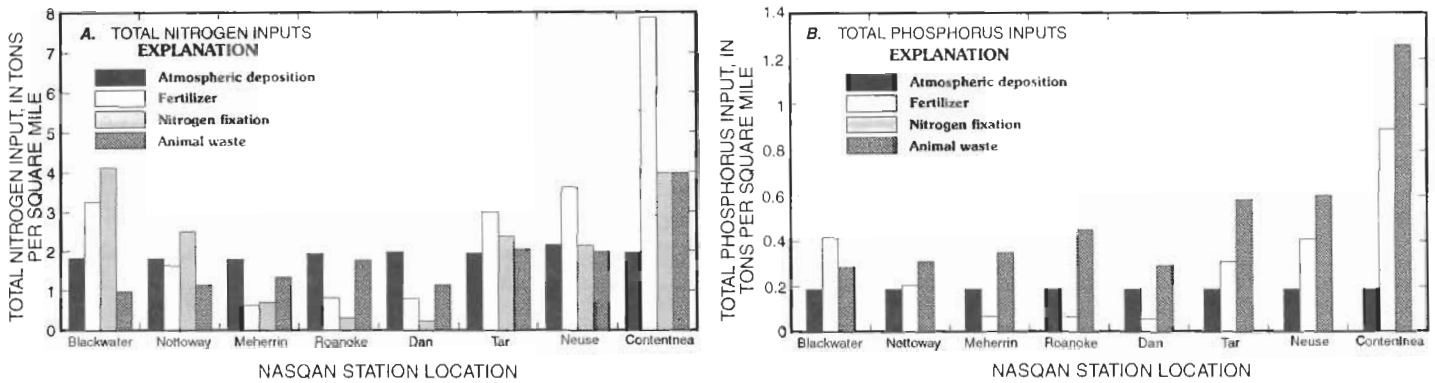 A. TOTAL NITROGEN INPUTS
EXPLANATION
Atmospheric deposition
Fertilizer
Nitrogen fixation
Animal waste
TOTAL NITROGEN INPUT, IN TONS
PER SQUARE MILE
8
7
6
5
4
3
2
1
0
Blackwater Nottoway Meherrin Roanoke Dan Tar Neuse Contentnea
NASQAN STATION LOCATION
B. TOTAL PHOSPHORUS INPUTS
EXPLANATION
Atmospheric deposition
Fertilizer
Nitrogen fixation
Animal waste
TOTAL PHOSPHORUS INPUT, IN
TONS PER SQUARE MILE
1.4
1.2
1
0.8
0.6
0.4
0.2
0
Blackwater Nottoway Meherrin Roanoke Dan Tar Neuse Contentnea
NASQAN STATION LOCATION